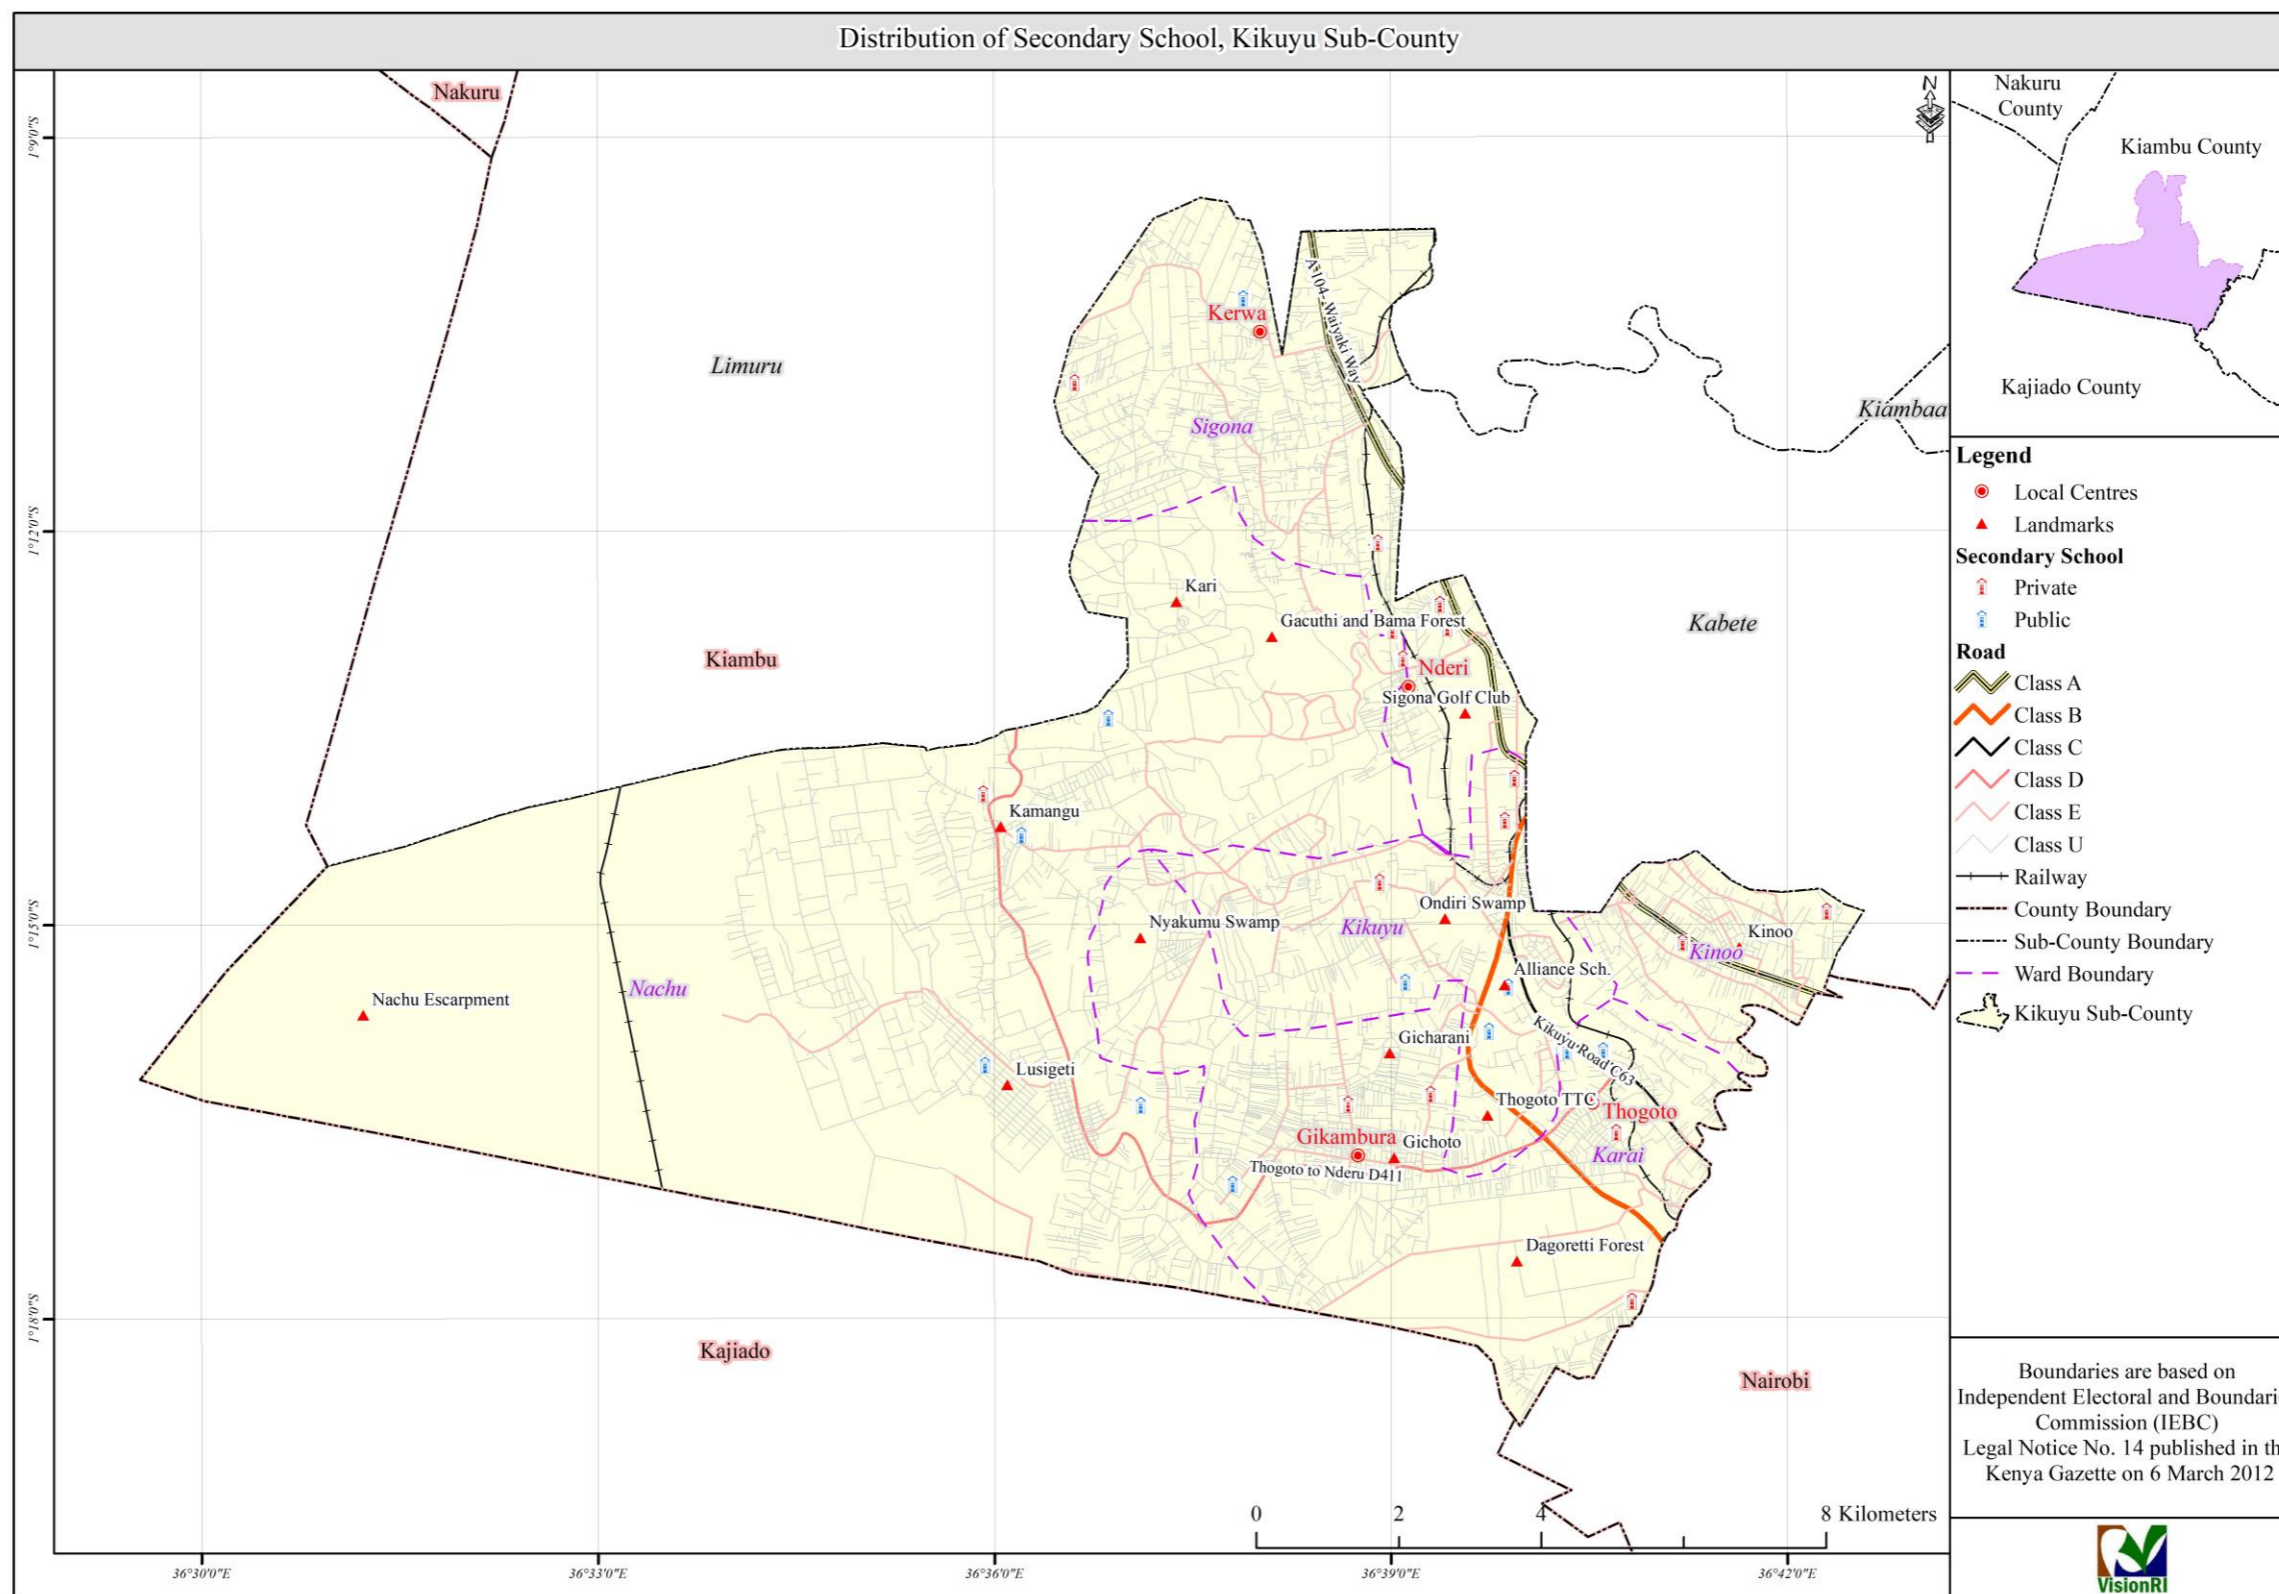 Distribution of Secondary School, Kikuyu Sub-County
Nakuru
N
1°9'0"S
Kerwa
A 104-Waiyaki Way
Limuru
Kiambaa
Sigona
1°12'0"S
Kari
Gacuthi and Bama Forest
Kabete
Kiambu
Nderi
Sigona Golf Club
Kamangu
Ondiri Swamp
1°15'0"S
Nyakumu Swamp
Kikuyu
Kinoo
Kinoo
Alliance Sch.
Nachu
Nachu Escarpment
Gicharani
Kikuyu Road C63
Lusigeti
Thogoto TTC
Thogoto
Gikambura
Gichoto
Karai
Thogoto to Nderu D411
Dagoretti Forest
1°18'0"S
Kajiado
Nairobi
0 2 4 8 Kilometers
36°30'0"E 36°33'0"E 36°36'0"E 36°39'0"E 36°42'0"E
Nakuru
County
Kiambu County
Kajiado County
Legend
Local Centres
Landmarks
Secondary School
Private
Public
Road
Class A
Class B
Class C
Class D
Class E
Class U
Railway
County Boundary
Sub-County Boundary
Ward Boundary
Kikuyu Sub-County
Boundaries are based on
Independent Electoral and Boundari
Commission (IEBC)
Legal Notice No. 14 published in th
Kenya Gazette on 6 March 2012
VisionRI